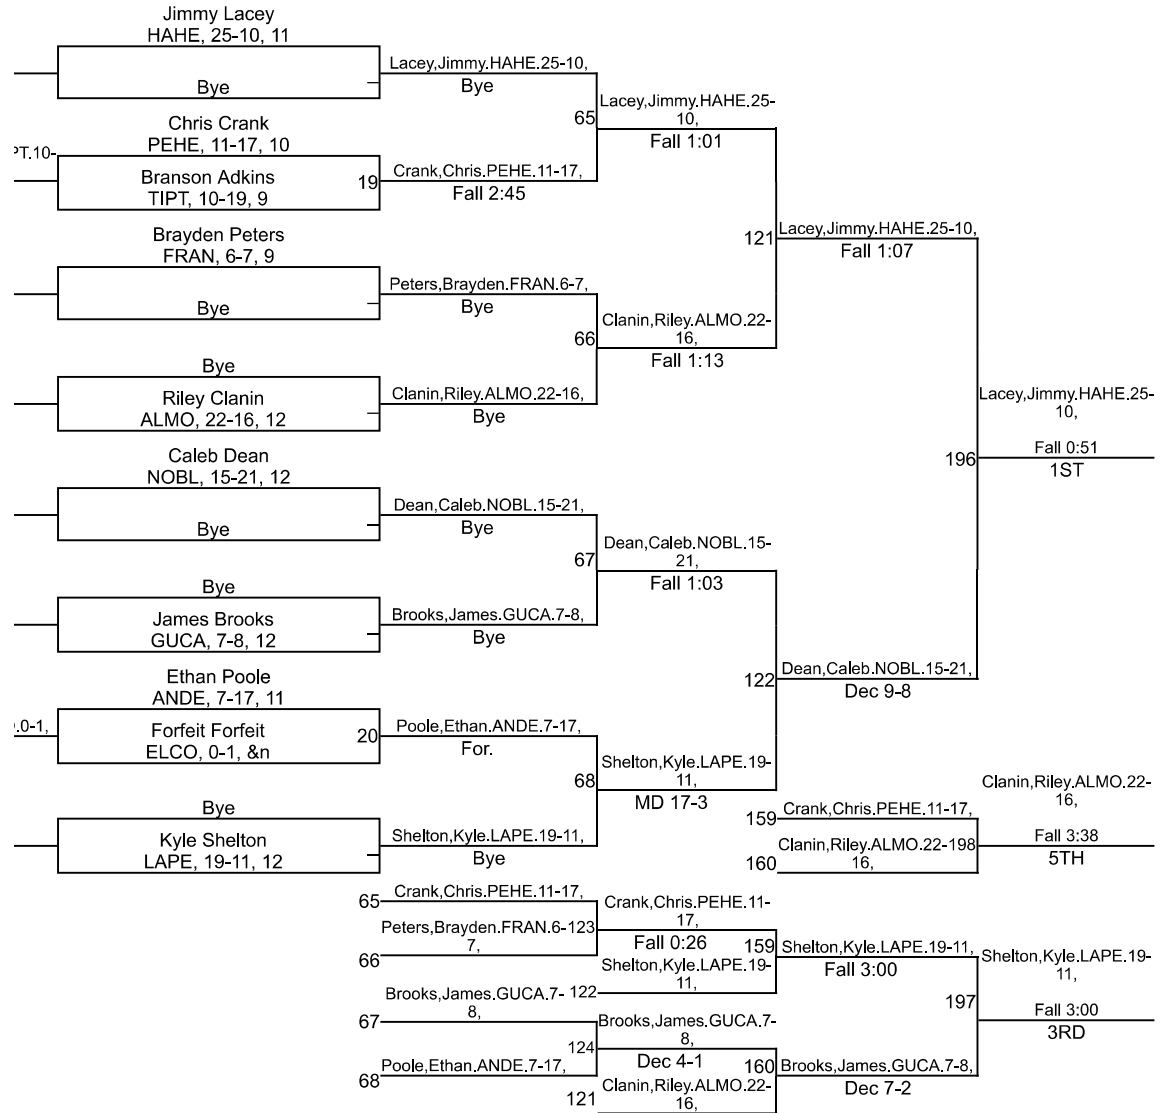 Jimmy Lacey
HAHE, 25-10, 11
Lacey,Jimmy.HAHE.25-10,
Bye
Bye
65
Lacey,Jimmy.HAHE.25-
10,
Fall 1:01
Chris Crank
PEHE, 11-17, 10
PT.10-
Branson Adkins
TIPT, 10-19, 9
19
Crank,Chris.PEHE.11-17,
Fall 2:45
121
Lacey,Jimmy.HAHE.25-10,
Fall 1:07
Brayden Peters
FRAN, 6-7, 9
Bye
Peters,Brayden.FRAN.6-7,
Bye
66
Clanin,Riley.ALMO.22-
16,
Fall 1:13
Bye
Riley Clanin
ALMO, 22-16, 12
Clanin,Riley.ALMO.22-16,
Bye
Lacey,Jimmy.HAHE.25-
10,
196
Fall 0:51
1ST
Caleb Dean
NOBL, 15-21, 12
Bye
Dean,Caleb.NOBL.15-21,
Bye
67
Dean,Caleb.NOBL.15-
21,
Fall 1:03
Bye
James Brooks
GUCA, 7-8, 12
Brooks,James.GUCA.7-8,
Bye
122
Dean,Caleb.NOBL.15-21,
Dec 9-8
Ethan Poole
ANDE, 7-17, 11
.0-1,
Forfeit Forfeit
ELCO, 0-1, &n
20
Poole,Ethan.ANDE.7-17,
For.
68
Shelton,Kyle.LAPE.19-
11,
MD 17-3
Bye
Kyle Shelton
LAPE, 19-11, 12
Shelton,Kyle.LAPE.19-11,
Bye
159
Crank,Chris.PEHE.11-17,
160
Clanin,Riley.ALMO.22-
16,
198
Clanin,Riley.ALMO.22-
16,
Fall 3:38
5TH
65
Crank,Chris.PEHE.11-17,
66
Peters,Brayden.FRAN.6-
7,
123
Crank,Chris.PEHE.11-
17,
Fall 0:26
122
Shelton,Kyle.LAPE.19-
11,
159
Shelton,Kyle.LAPE.19-11,
Fall 3:00
67
Brooks,James.GUCA.7-
8,
68
Poole,Ethan.ANDE.7-17,
124
Brooks,James.GUCA.7-
8,
Dec 4-1
121
Clanin,Riley.ALMO.22-
16,
160
Brooks,James.GUCA.7-8,
Dec 7-2
197
Shelton,Kyle.LAPE.19-
11,
Fall 3:00
3RD